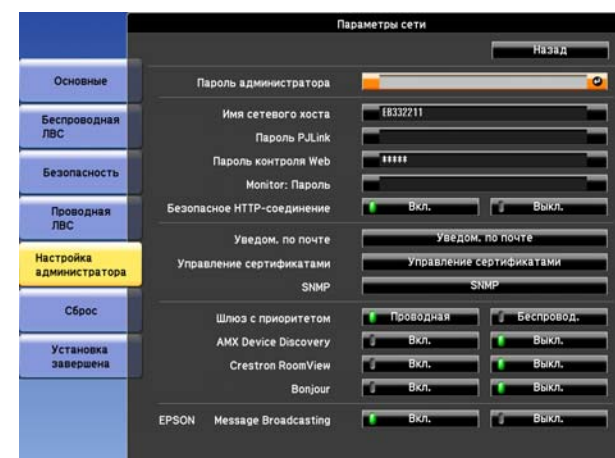 Параметры сети
Назад
Основные
Беспроводная
ЛВС
Безопасность
Проводная
ЛВС
Настройка
администратора
Сброс
Установка
завершена
Пароль администратора
Имя сетевого хоста EB332211
Пароль PJLink
Пароль контроля Web *****
Monitor: Пароль
Безопасное HTTP-соединение Вкл. Выкл.
Уведом. по почте Уведом. по почте
Управление сертификатами Управление сертификатами
SNMP SNMP
Шлюз с приоритетом Проводная Беспровод.
AMX Device Discovery Вкл. Выкл.
Crestron RoomView Вкл. Выкл.
Bonjour Вкл. Выкл.
EPSON Message Broadcasting Вкл. Выкл.